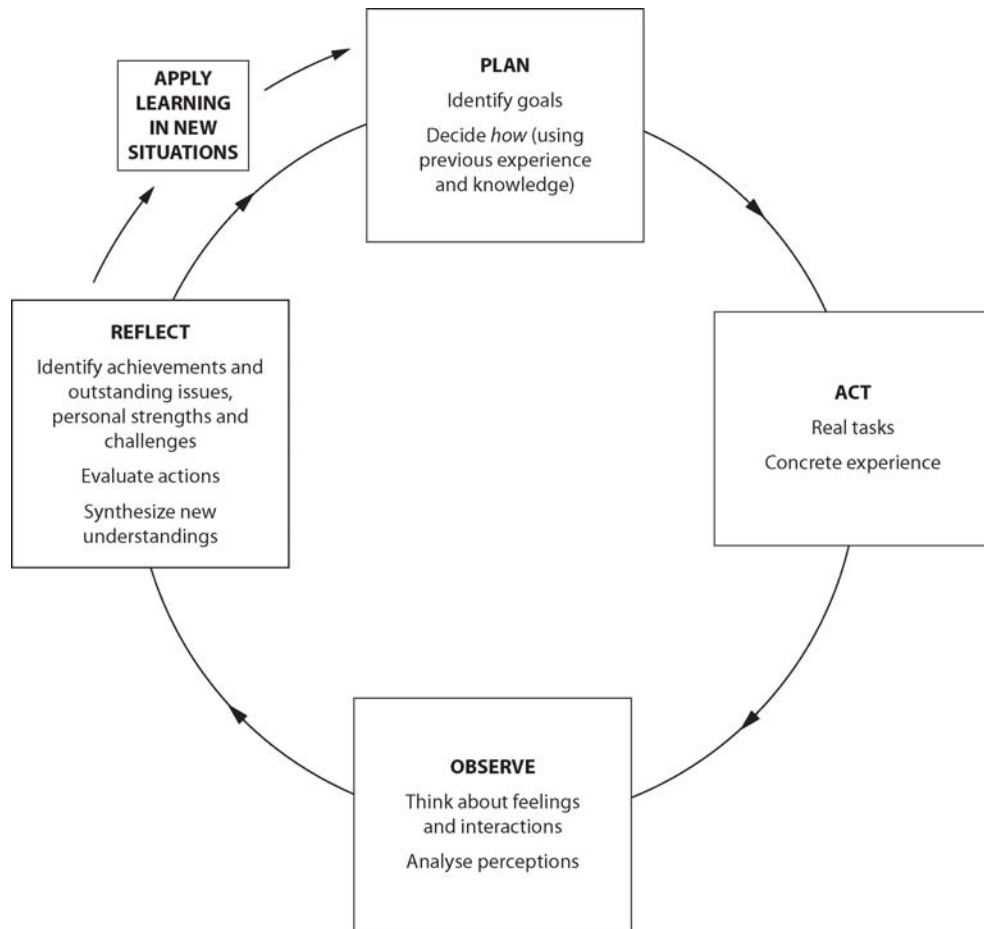 APPLY
LEARNING
IN NEW
SITUATIONS
PLAN
Identify goals
Decide how (using
previous experience
and knowledge)
ACT
Real tasks
Concrete experience
OBSERVE
Think about feelings
and interactions
Analyse perceptions
REFLECT
Identify achievements and
outstanding issues,
personal strengths and
challenges
Evaluate actions
Synthesize new
understandings